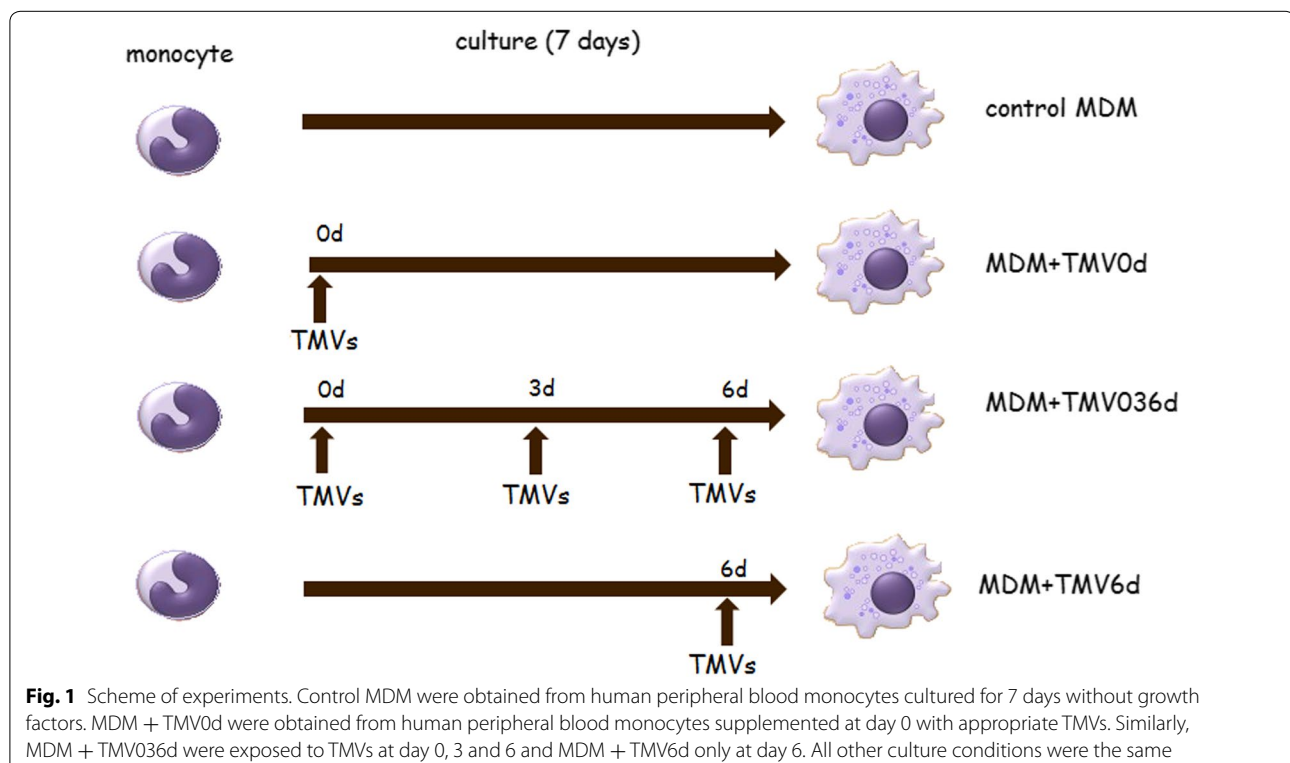 monocyte
culture (7 days)
control MDM
0d
MDM+TMV0d
TMVs
0d 3d 6d
MDM+TMV036d
TMVs TMVs TMVs
6d
MDM+TMV6d
TMVs
Fig. 1 Scheme of experiments. Control MDM were obtained from human peripheral blood monocytes cultured for 7 days without growth
factors. MDM + TMV0d were obtained from human peripheral blood monocytes supplemented at day 0 with appropriate TMVs. Similarly,
MDM + TMV036d were exposed to TMVs at day 0, 3 and 6 and MDM + TMV6d only at day 6. All other culture conditions were the same